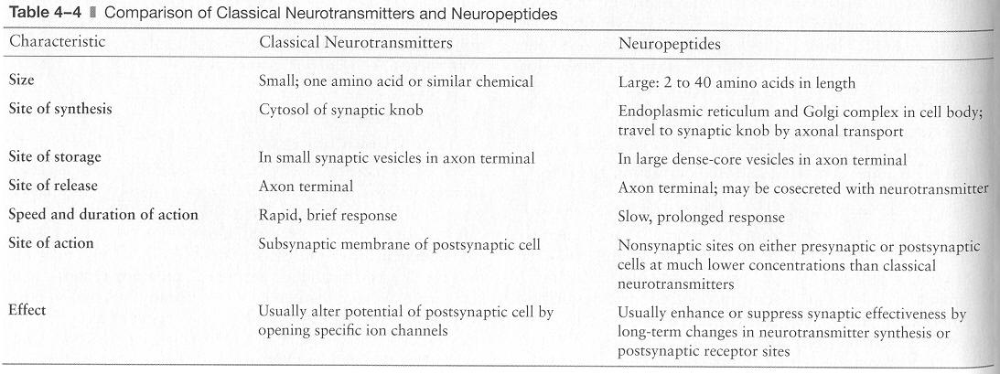 Table 4–4 Comparison of Classical Neurotransmitters and Neuropeptides
Characteristic Classical Neurotransmitters Neuropeptides
Size Small; one amino acid or similar chemical Large: 2 to 40 amino acids in length
Site of synthesis Cytosol of synaptic knob Endoplasmic reticulum and Golgi complex in cell body;
travel to synaptic knob by axonal transport
Site of storage In small synaptic vesicles in axon terminal In large dense-core vesicles in axon terminal
Site of release Axon terminal Axon terminal; may be cosecreted with neurotransmitter
Speed and duration of action Rapid, brief response Slow, prolonged response
Site of action Subsynaptic membrane of postsynaptic cell Nonsynaptic sites on either presynaptic or postsynaptic
cells at much lower concentrations than classical
neurotransmitters
Effect Usually alter potential of postsynaptic cell by Usually enhance or suppress synaptic effectiveness by
opening specific ion channels long-term changes in neurotransmitter synthesis or
postsynaptic receptor sites